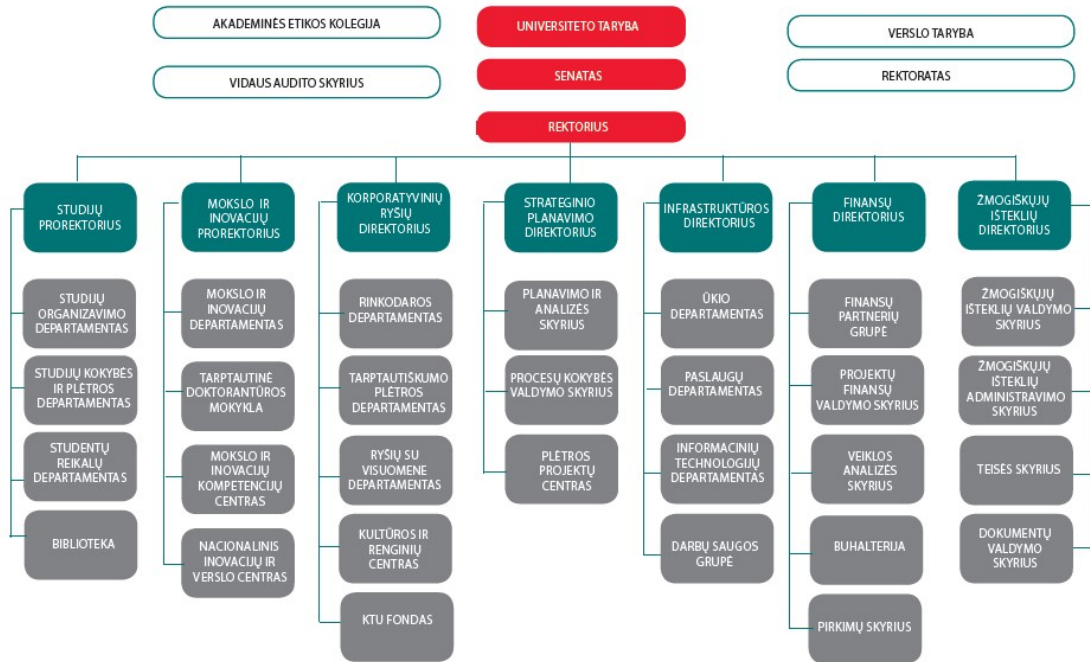 AKADEMINĖS ETIKOS KOLEGIJA
UNIVERSITETO TARYBA
VERSLO TARYBA
VIDAUS AUDITO SKYRIUS
SENATAS
REKTORATAS
REKTORIUS
STUDIJŲ
PROREKTORIUS
STUDIJŲ
ORGANIZAVIMO
DEPARTAMENTAS
STUDIJŲ KOKYBĖS
IR PLĖTROS
DEPARTAMENTAS
STUDENTŲ
REIKALŲ
DEPARTAMENTAS
BIBLIOTEKA
MOKSLO IR
INOVACIJŲ
PROREKTORIUS
MOKSLO IR
INOVACIJŲ
DEPARTAMENTAS
TARPTAUTINĖ
DOKTORANTŪROS
MOKYKLA
MOKSLO IR
INOVACIJŲ
KOMPETENCIJŲ
CENTRAS
NACIONALINIS
INOVACIJŲ IR
VERSLO CENTRAS
KORPORATYVINIŲ
RYŠIŲ
DIREKTORIUS
RINKODAROS
DEPARTAMENTAS
TARPTAUTIŠKUMO
PLĖTROS
DEPARTAMENTAS
RYŠIŲ SU
VISUOMENE
DEPARTAMENTAS
KULTŪROS IR
RENGINIŲ
CENTRAS
KTU FONDAS
STRATEGINIO
PLANAVIMO
DIREKTORIUS
PLANAVIMO IR
ANALIZĖS
SKYRIUS
PROCESŲ KOKYBĖS
VALDYMO SKYRIUS
PLĖTROS
PROJEKTŲ
CENTRAS
INFRASTRUKTŪROS
DIREKTORIUS
ŪKIO
DEPARTAMENTAS
PASLAUGŲ
DEPARTAMENTAS
INFORMACINIŲ
TECHNOLOGIJŲ
DEPARTAMENTAS
DARBŲ SAUGOS
GRUPĖ
FINANSŲ
DIREKTORIUS
FINANSŲ
PARTNERIŲ
GRUPĖ
PROJEKTŲ
FINANSŲ
VALDYMO SKYRIUS
VEIKLOS
ANALIZĖS
SKYRIUS
BUHALTERIJA
PIRKIMŲ SKYRIUS
ŽMOGIŠKŲJŲ
IŠTEKLIŲ
DIREKTORIUS
ŽMOGIŠKŲJŲ
IŠTEKLIŲ VALDYMO
SKYRIUS
ŽMOGIŠKŲJŲ
IŠTEKLIŲ
ADMINISTRAVIMO
SKYRIUS
TEISĖS SKYRIUS
DOKUMENTŲ
VALDYMO
SKYRIUS